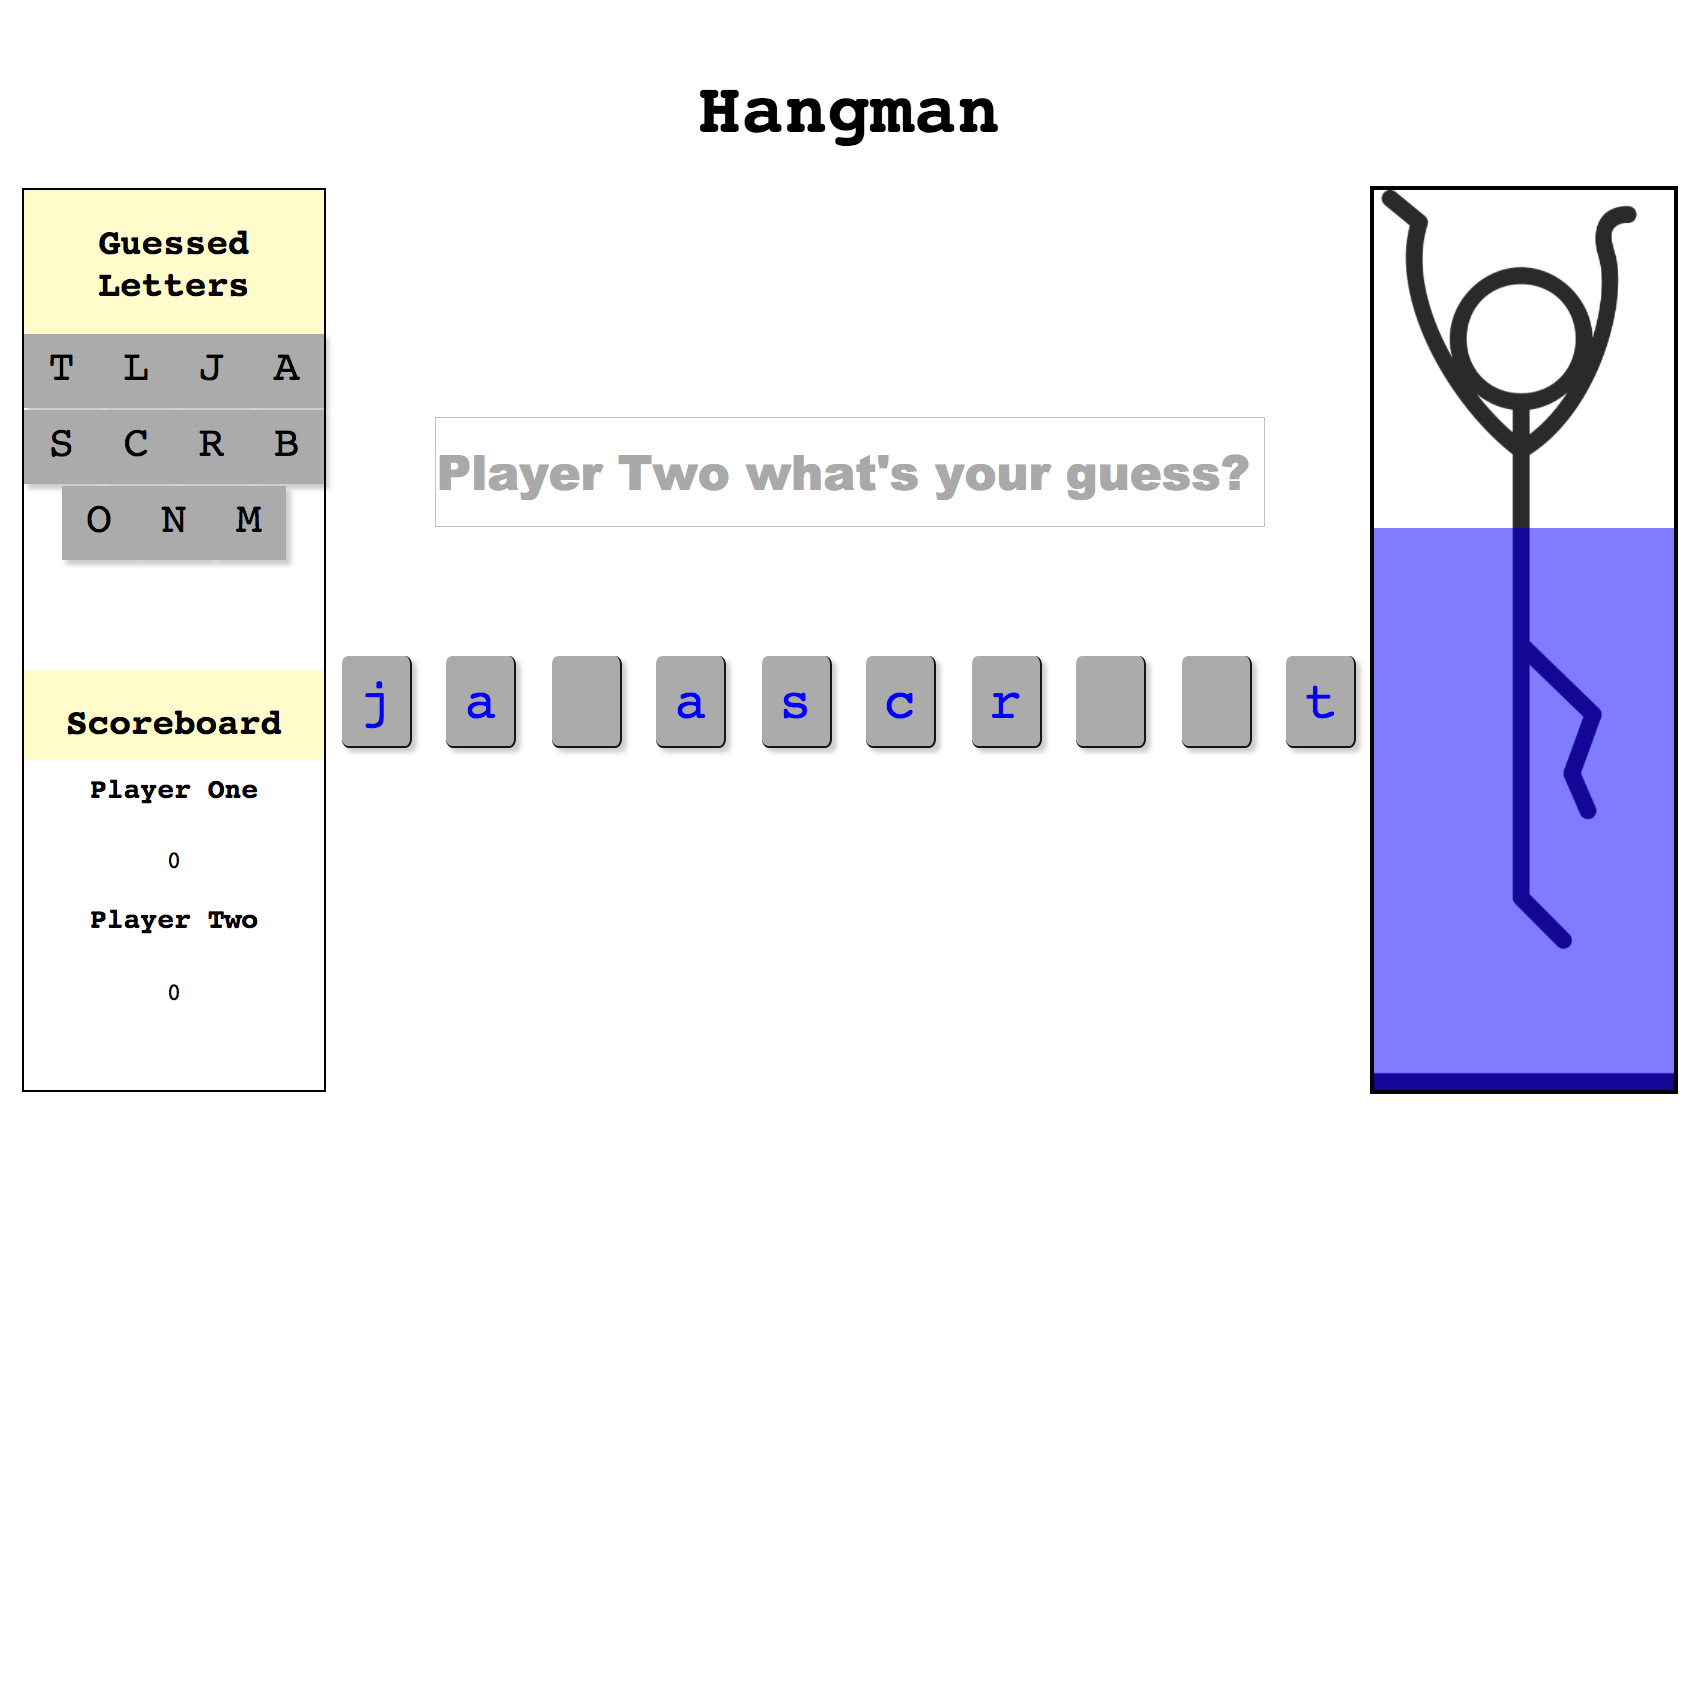 Hangman
Guessed
Letters
T L J A
S C R B
O N M
Player Two what's your guess?
j a a s c r t
Scoreboard
Player One
0
Player Two
0